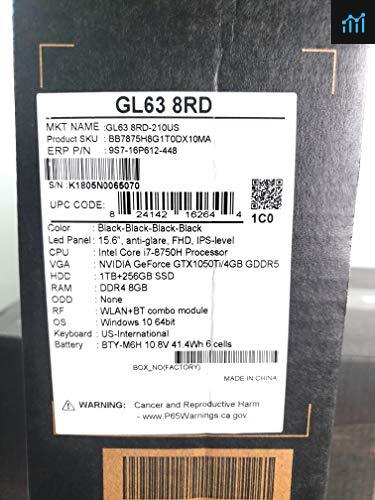 GL63 8RD
MKT NAME :GL63 8RD-210US
Product SKU : BB7875H8G1T0DX10MA
ERP P/N : 9S7-16P612-448
S/N :K1805N0065070
UPC CODE:
8 24142 16264 4
1C0
Color : Black-Black-Black-Black
Led Panel : 15.6", anti-glare, FHD, IPS-level
CPU : Intel Core i7-8750H Processor
VGA : NVIDIA GeForce GTX1050Ti/4GB GDDR5
HDD : 1TB+256GB SSD
RAM : DDR4 8GB
ODD : None
RF : WLAN+BT combo module
OS : Windows 10 64bit
Keyboard : US-International
Battery : BTY-M6H 10.8V 41.4Wh 6 cells
BOX_NO(FACTORY)
MADE IN CHINA
WARNING: Cancer and Reproductive Harm
- www.P65Warnings.ca.gov